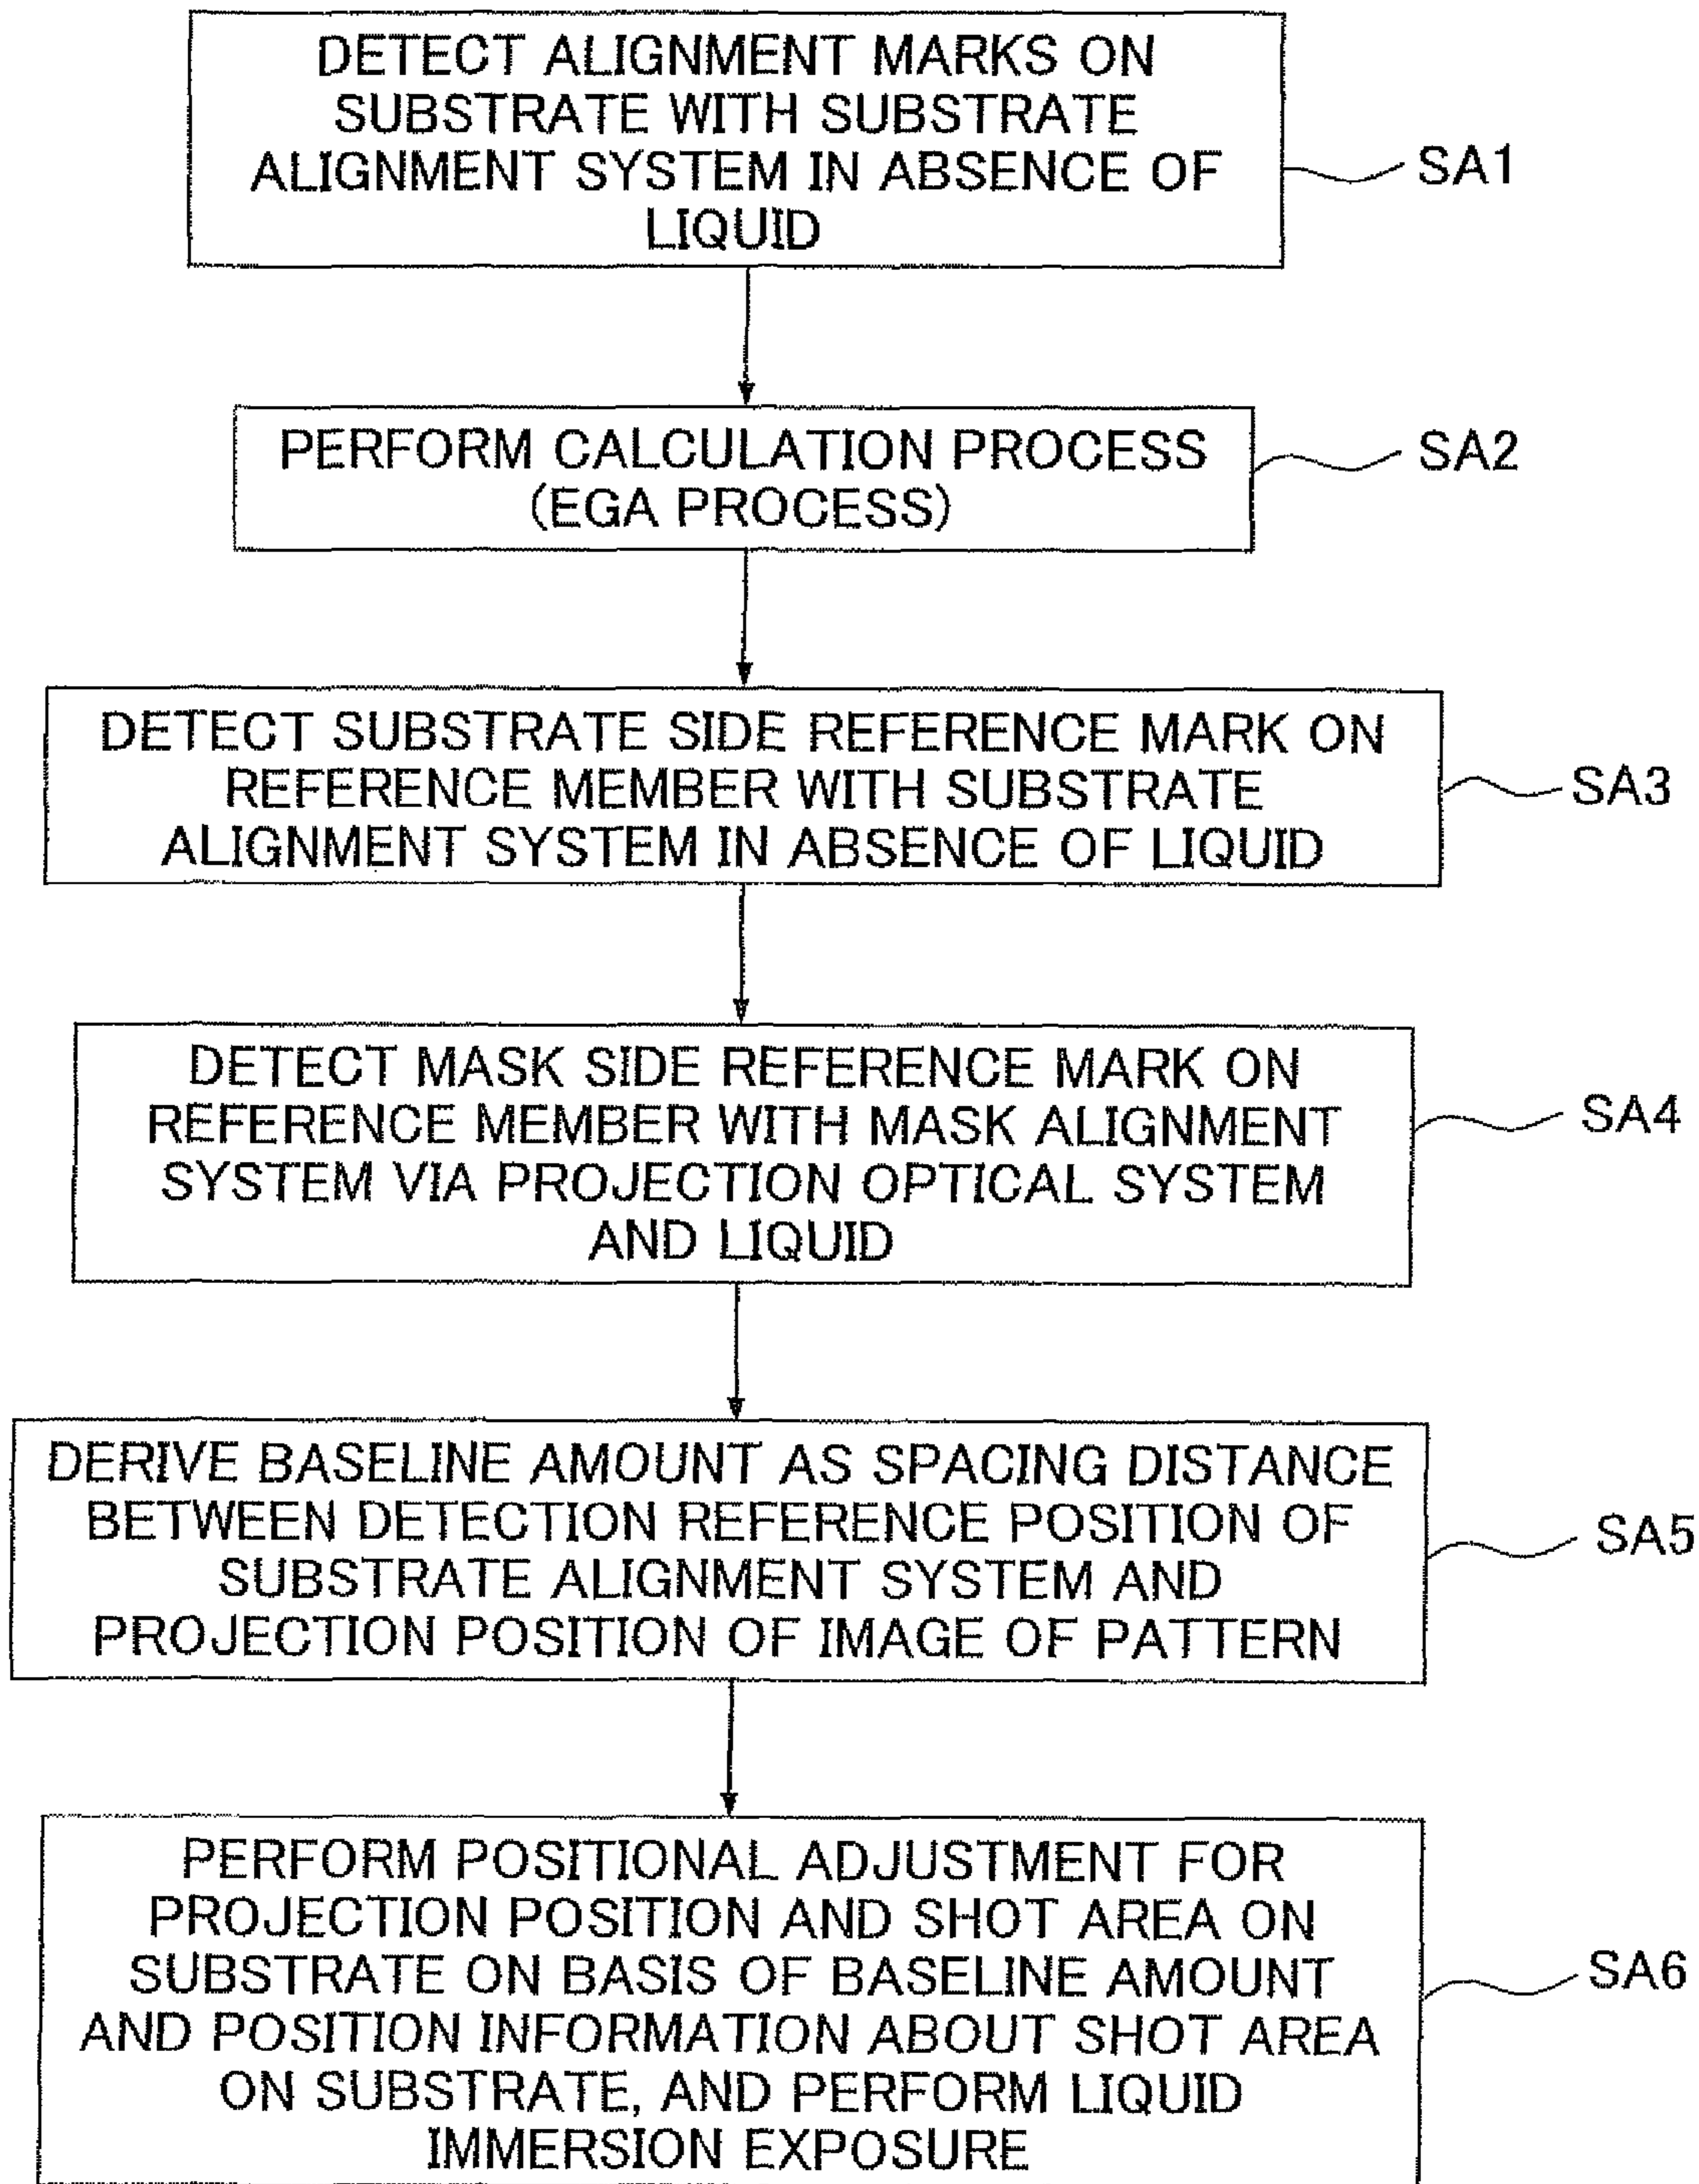 DETECT ALIGNMENT MARKS ON
SUBSTRATE WITH SUBSTRATE
ALIGNMENT SYSTEM IN ABSENCE OF
LIQUID
SA1
PERFORM CALCULATION PROCESS
(EGA PROCESS)
SA2
DETECT SUBSTRATE SIDE REFERENCE MARK ON
REFERENCE MEMBER WITH SUBSTRATE
ALIGNMENT SYSTEM IN ABSENCE OF LIQUID
SA3
DETECT MASK SIDE REFERENCE MARK ON
REFERENCE MEMBER WITH MASK ALIGNMENT
SYSTEM VIA PROJECTION OPTICAL SYSTEM
AND LIQUID
SA4
DERIVE BASELINE AMOUNT AS SPACING DISTANCE
BETWEEN DETECTION REFERENCE POSITION OF
SUBSTRATE ALIGNMENT SYSTEM AND
PROJECTION POSITION OF IMAGE OF PATTERN
SA5
PERFORM POSITIONAL ADJUSTMENT FOR
PROJECTION POSITION AND SHOT AREA ON
SUBSTRATE ON BASIS OF BASELINE AMOUNT
AND POSITION INFORMATION ABOUT SHOT AREA
ON SUBSTRATE, AND PERFORM LIQUID
IMMERSION EXPOSURE
SA6